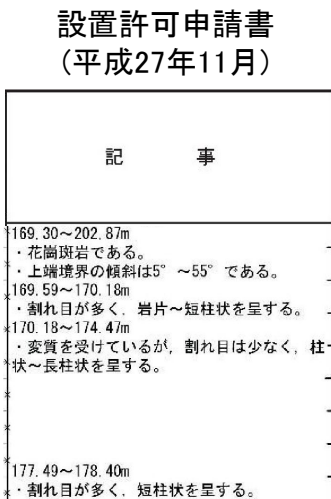 設置許可申請書
(平成27年11月)
記 事
169.30～202.87m
・花崗斑岩である。
・上端境界の傾斜は5°～55°である。
169.59～170.18m
・割れ目が多く，岩片～短柱状を呈する。
170.18～174.47m
・変質を受けているが，割れ目は少なく，柱
状～長柱状を呈する。
177.49～178.40m
・割れ目が多く，短柱状を呈する。